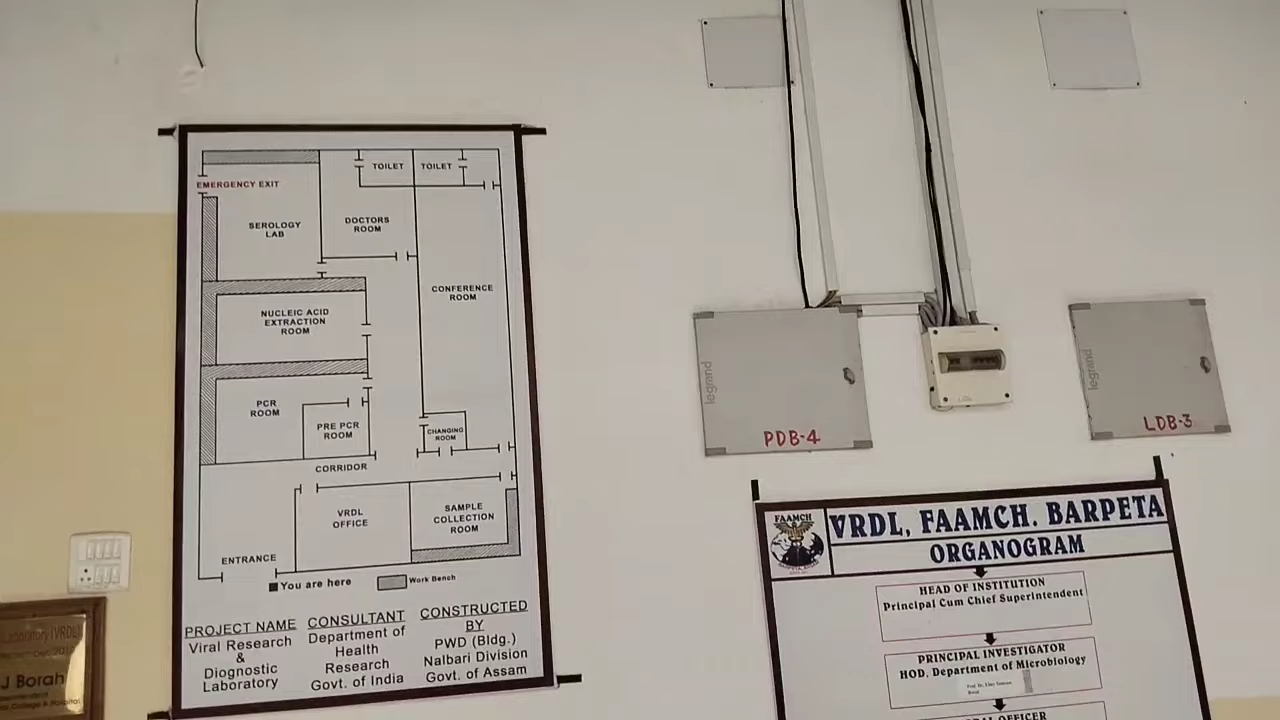 TOILET
TOILET
EMERGENCY EXIT
SEROLOGY
LAB
DOCTORS
ROOM
CONFERENCE
ROOM
NUCLEIC ACID
EXTRACTION
ROOM
PCR
ROOM
PRE PCR
ROOM
CHANGING
ROOM
CORRIDOR
VRDL
OFFICE
SAMPLE
COLLECTION
ROOM
ENTRANCE
You are here
Work Bench
PROJECT NAME
Viral Research
&
Diognostic
Laboratory
CONSULTANT
Department of
Health
Research
Govt. of India
CONSTRUCTED
BY
PWD (Bldg.)
Nalbari Division
Govt. of Assam
legrand
PDB-4
legrand
LDB-3
FAAMCH
VRDL, FAAMCH. BARPETA
ORGANOGRAM
HEAD OF INSTITUTION
Principal Cum Chief Superintendent
PRINCIPAL INVESTIGATOR
HOD, Department of Microbiology
OFFICER
(VRDL)
J Borah